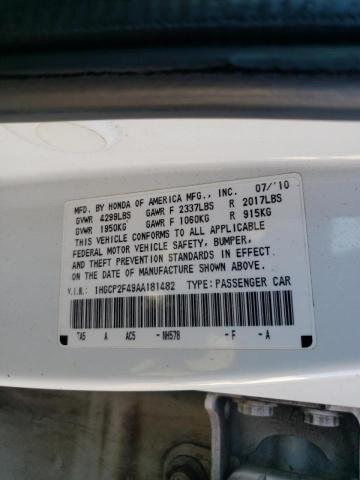 MFD. BY HONDA OF AMERICA MFG., INC. 07/'10
GVWR 4299LBS GAWR F 2337LBS R 2017LBS
GVWR 1950KG GAWR F 1060KG R 915KG
THIS VEHICLE CONFORMS TO ALL APPLICABLE
FEDERAL MOTOR VEHICLE SAFETY, BUMPER,
AND THEFT PREVENTION STANDARDS IN EFFECT
ON THE DATE OF MANUFACTURE SHOWN ABOVE.
V.I.N.: 1HGCP2F49AA181482 TYPE: PASSENGER CAR
TA5 A AC5 -NH578 -F -A